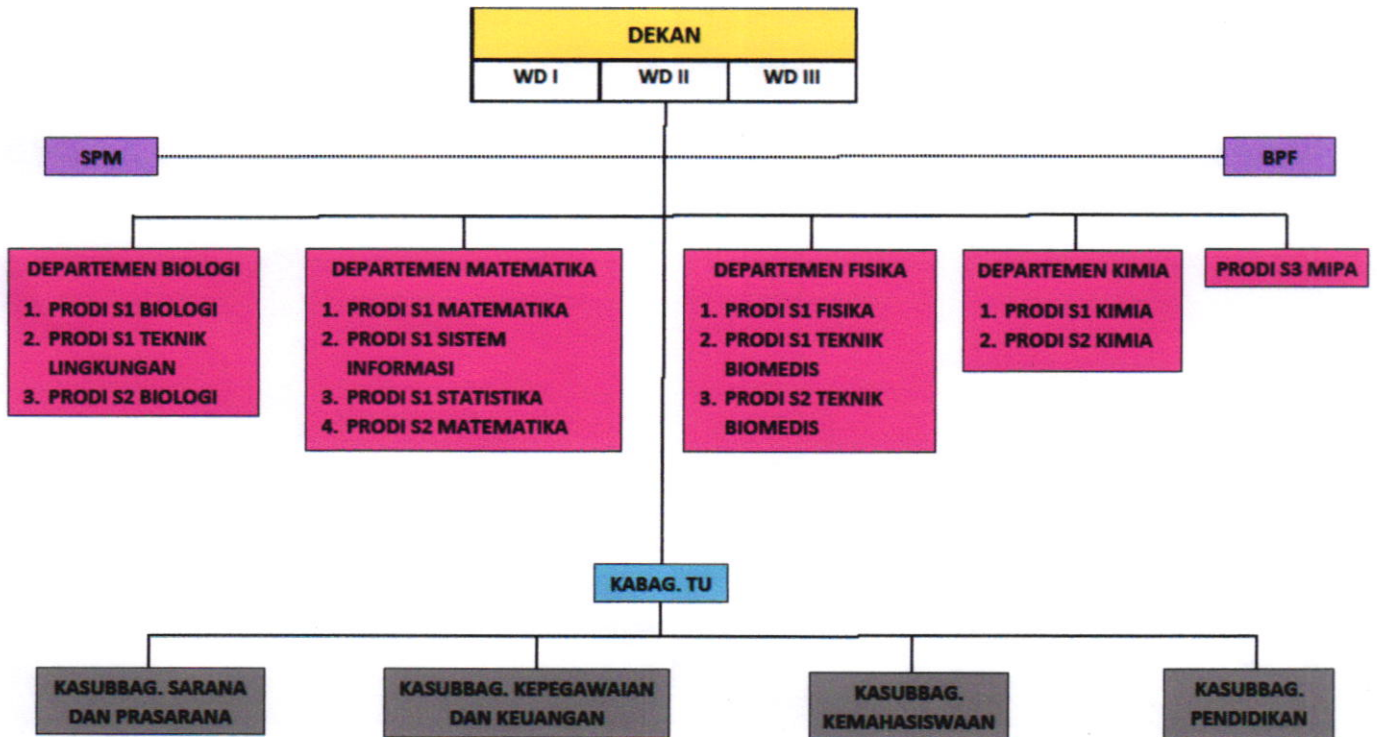 DEKAN
WD I
WD II
WD III
SPM
BPF
DEPARTEMEN BIOLOGI
1. PRODI S1 BIOLOGI
2. PRODI S1 TEKNIK
LINGKUNGAN
3. PRODI S2 BIOLOGI
DEPARTEMEN MATEMATIKA
1. PRODI S1 MATEMATIKA
2. PRODI S1 SISTEM
INFORMASI
3. PRODI S1 STATISTIKA
4. PRODI S2 MATEMATIKA
DEPARTEMEN FISIKA
1. PRODI S1 FISIKA
2. PRODI S1 TEKNIK
BIOMEDIS
3. PRODI S2 TEKNIK
BIOMEDIS
DEPARTEMEN KIMIA
1. PRODI S1 KIMIA
2. PRODI S2 KIMIA
PRODI S3 MIPA
KABAG. TU
KASUBBAG. SARANA
DAN PRASARANA
KASUBBAG. KEPEGAWAIAN
DAN KEUANGAN
KASUBBAG.
KEMAHASISWAAN
KASUBBAG.
PENDIDIKAN